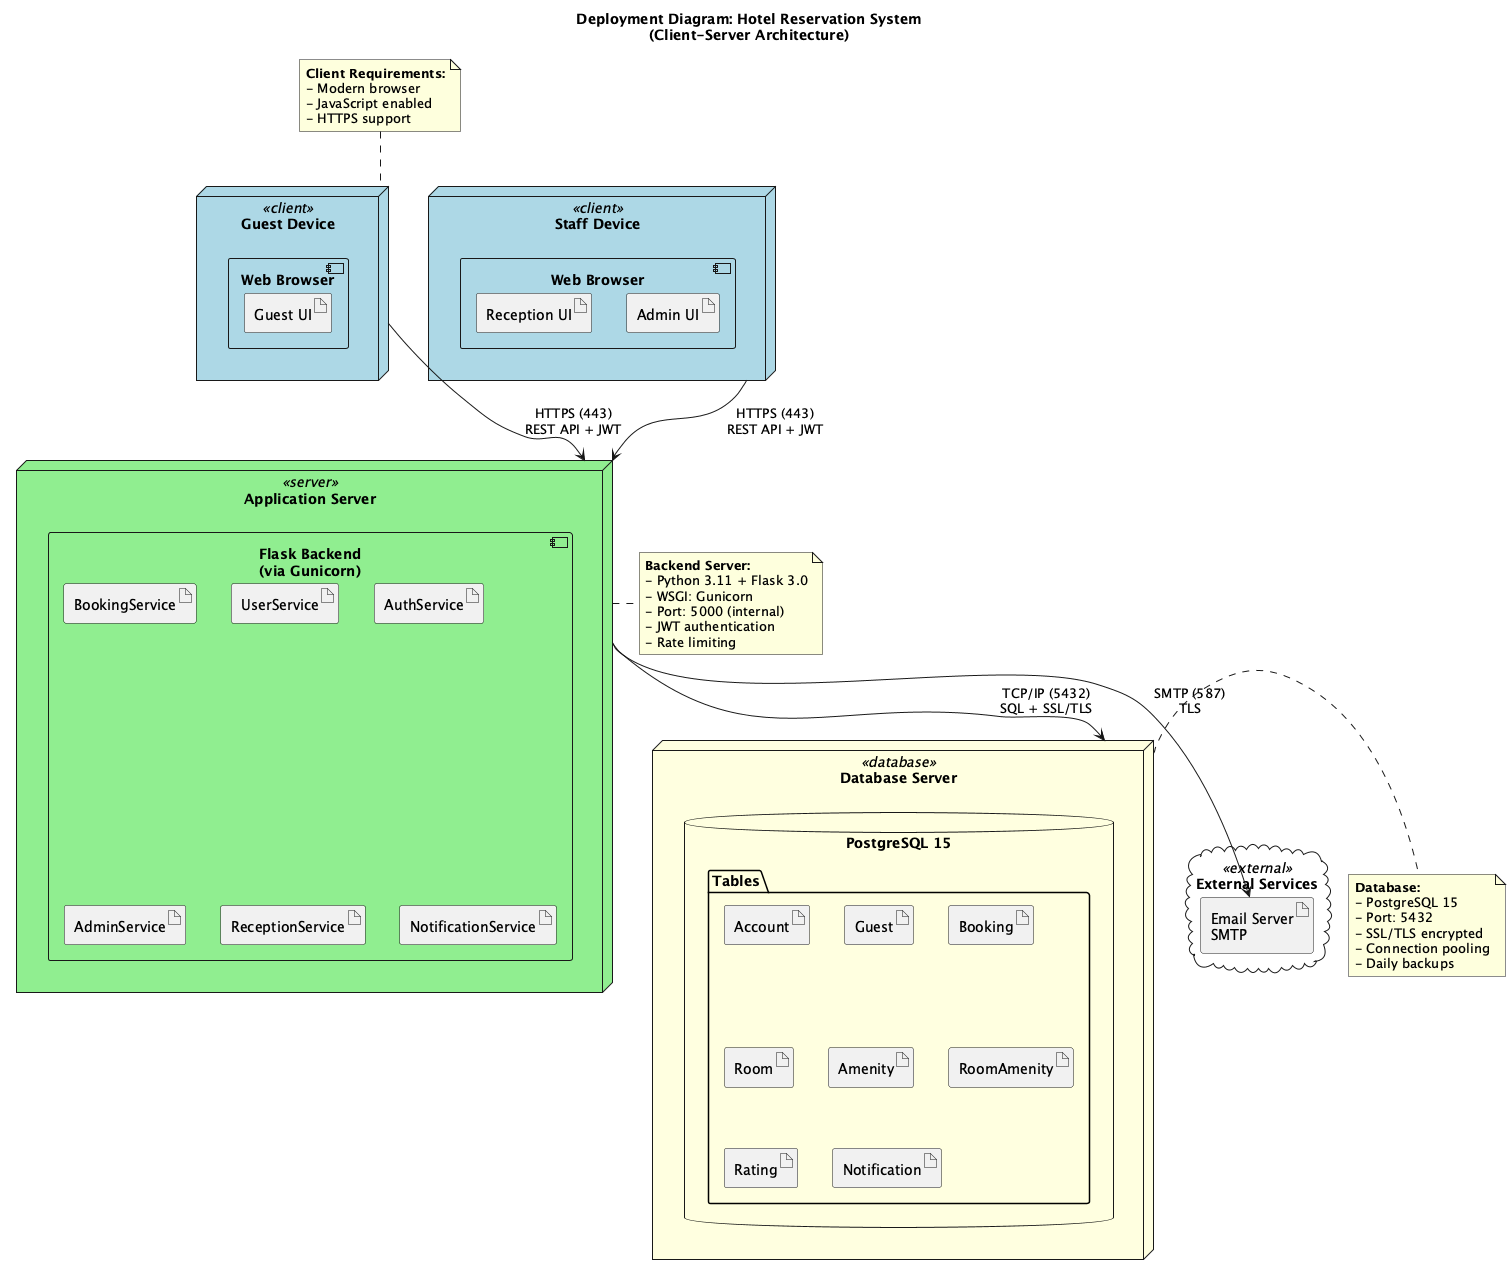 Deployment Diagram: Hotel Reservation System
(Client-Server Architecture)
Client Requirements:
- Modern browser
- JavaScript enabled
- HTTPS support
«client»
Guest Device
Web Browser
Guest UI
«client»
Staff Device
Web Browser
Reception UI
Admin UI
HTTPS (443)
REST API + JWT
HTTPS (443)
REST API + JWT
«server»
Application Server
Flask Backend
(via Gunicorn)
BookingService
UserService
AuthService
AdminService
ReceptionService
NotificationService
Backend Server:
- Python 3.11 + Flask 3.0
- WSGI: Gunicorn
- Port: 5000 (internal)
- JWT authentication
- Rate limiting
TCP/IP (5432)
SQL + SSL/TLS
SMTP (587)
TLS
«database»
Database Server
PostgreSQL 15
Tables
Account
Guest
Booking
Room
Amenity
RoomAmenity
Rating
Notification
«external»
External Services
Email Server
SMTP
Database:
- PostgreSQL 15
- Port: 5432
- SSL/TLS encrypted
- Connection pooling
- Daily backups